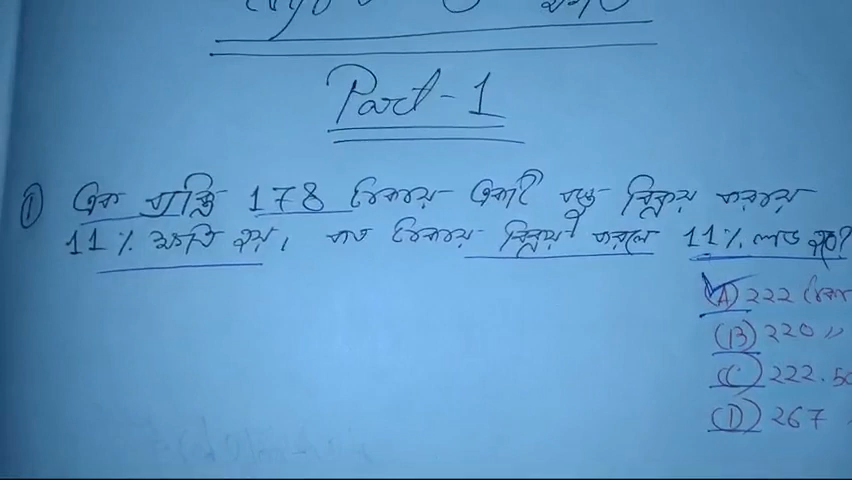 Part-1
① এক ব্যক্তি 178 টাকায় একটি বস্তু বিক্রয় করায়
11% ক্ষতি হয়, কত টাকায় বিক্রয় করলে 11% লাভ হবে?
(A) 222 টাকা
(B) 220 ,,
(C) 222.50
(D) 267